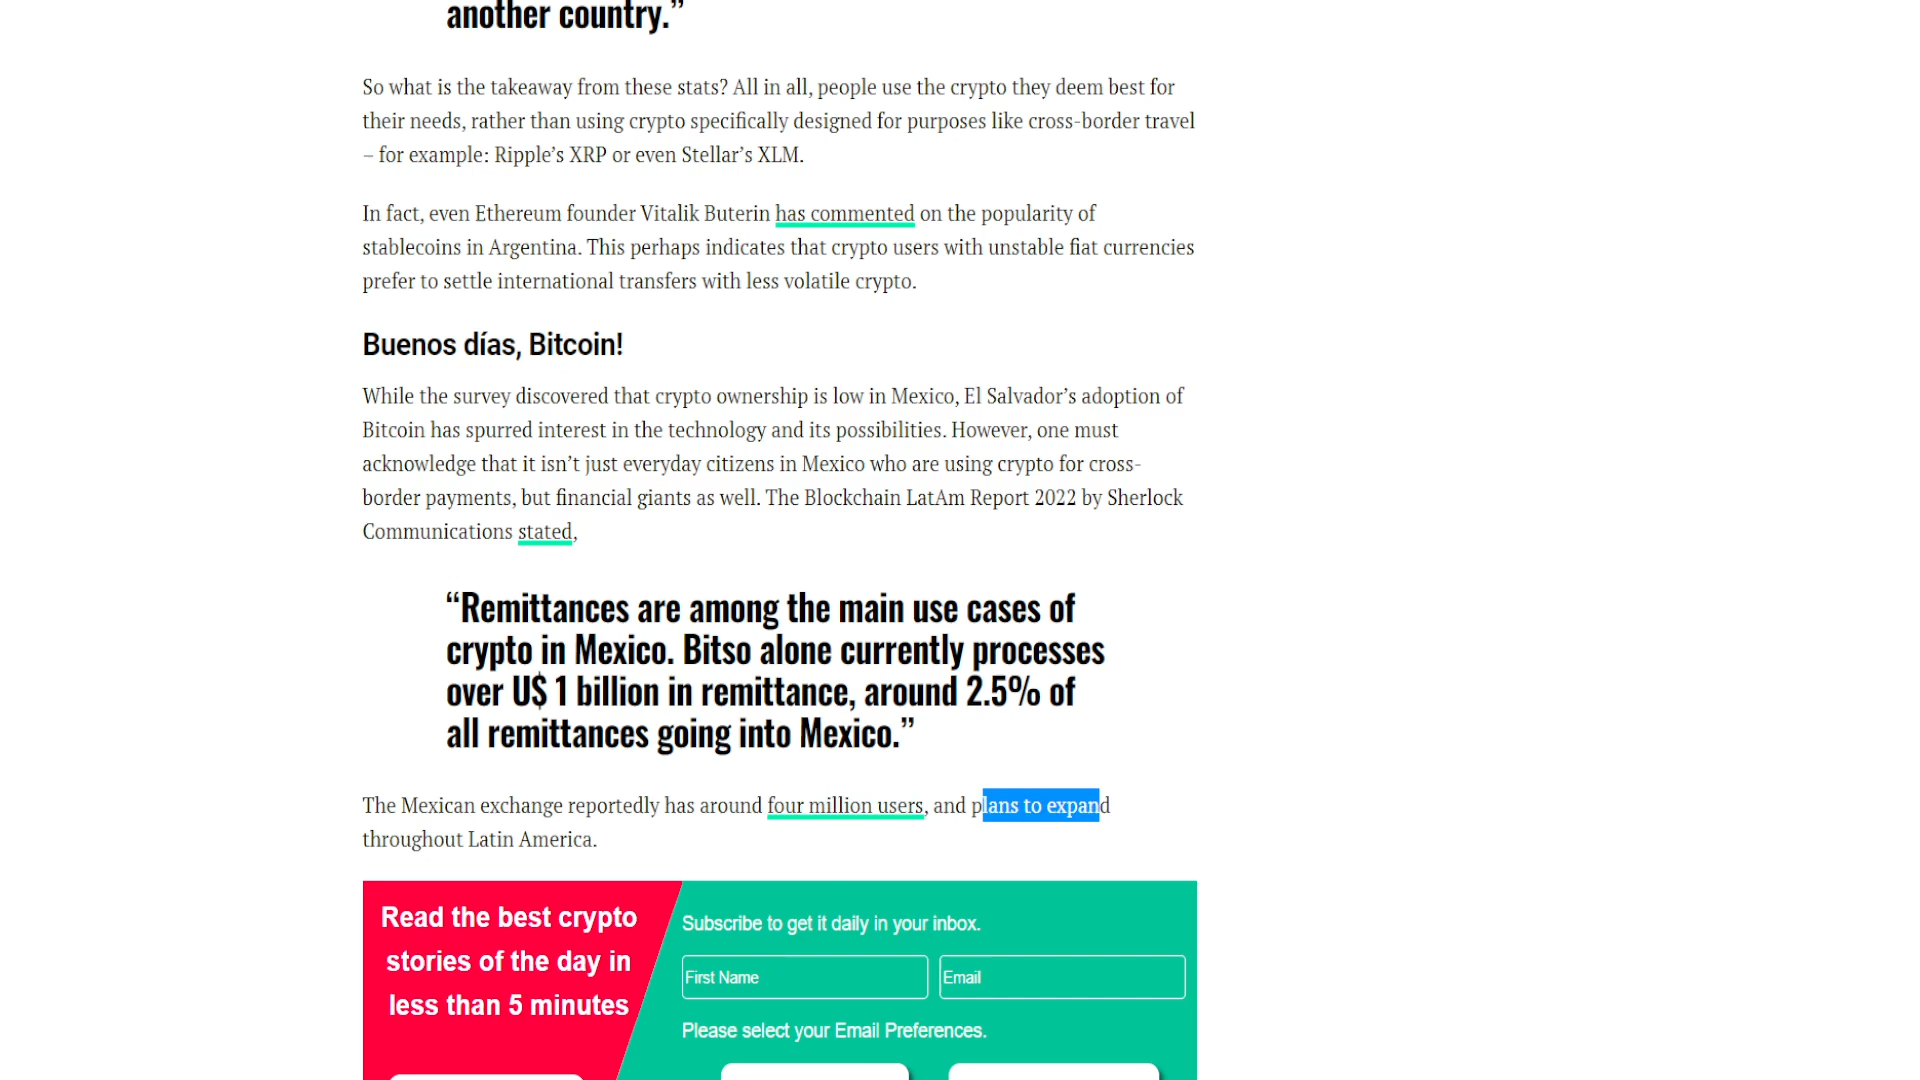 another country.”
So what is the takeaway from these stats? All in all, people use the crypto they deem best for
their needs, rather than using crypto specifically designed for purposes like cross-border travel
– for example: Ripple’s XRP or even Stellar’s XLM.
In fact, even Ethereum founder Vitalik Buterin has commented on the popularity of
stablecoins in Argentina. This perhaps indicates that crypto users with unstable fiat currencies
prefer to settle international transfers with less volatile crypto.
Buenos días, Bitcoin!
While the survey discovered that crypto ownership is low in Mexico, El Salvador’s adoption of
Bitcoin has spurred interest in the technology and its possibilities. However, one must
acknowledge that it isn’t just everyday citizens in Mexico who are using crypto for cross-
border payments, but financial giants as well. The Blockchain LatAm Report 2022 by Sherlock
Communications stated,
“Remittances are among the main use cases of
crypto in Mexico. Bitso alone currently processes
over U$ 1 billion in remittance, around 2.5% of
all remittances going into Mexico.”
The Mexican exchange reportedly has around four million users, and plans to expand
throughout Latin America.
Read the best crypto
stories of the day in
less than 5 minutes
Subscribe to get it daily in your inbox.
First Name
Email
Please select your Email Preferences.